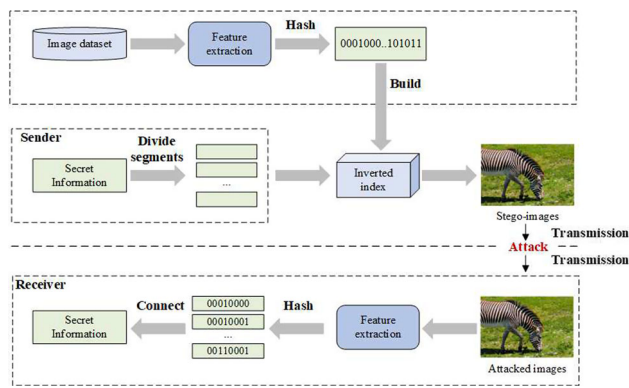 Hash
Image dataset
Feature
extraction
0001000..101011
Build
Sender
Divide
segments
Secret
Information
...
Inverted
index
Stego-images
Transmission
Attack
Transmission
Receiver
Connect
Hash
Secret
Information
00010000
00010001
...
00110001
Feature
extraction
Attacked images